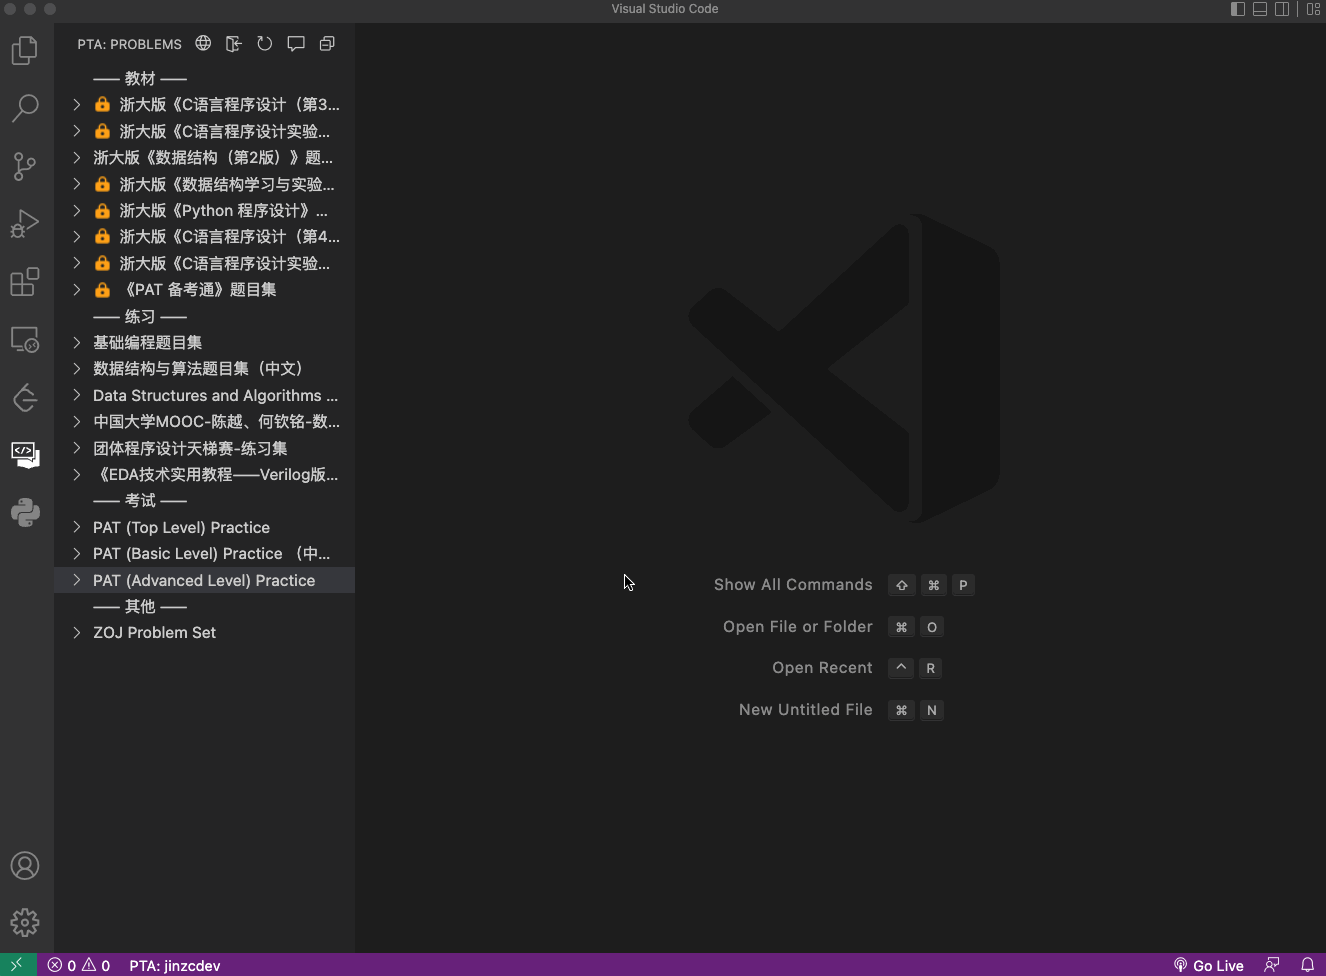 Visual Studio Code
PTA: PROBLEMS
—— 教材 ——
浙大版《C语言程序设计（第3...
浙大版《C语言程序设计实验...
浙大版《数据结构（第2版）》题...
浙大版《数据结构学习与实验...
浙大版《Python 程序设计》...
浙大版《C语言程序设计（第4...
浙大版《C语言程序设计实验...
《PAT 备考通》题目集
—— 练习 ——
基础编程题目集
数据结构与算法题目集（中文）
Data Structures and Algorithms ...
中国大学MOOC-陈越、何钦铭-数...
团体程序设计天梯赛-练习集
《EDA技术实用教程——Verilog版...
—— 考试 ——
PAT (Top Level) Practice
PAT (Basic Level) Practice （中...
PAT (Advanced Level) Practice
—— 其他 ——
ZOJ Problem Set
Show All Commands ⇧ ⌘ P
Open File or Folder ⌘ O
Open Recent ^ R
New Untitled File ⌘ N
0 0 PTA: jinzcdev
Go Live